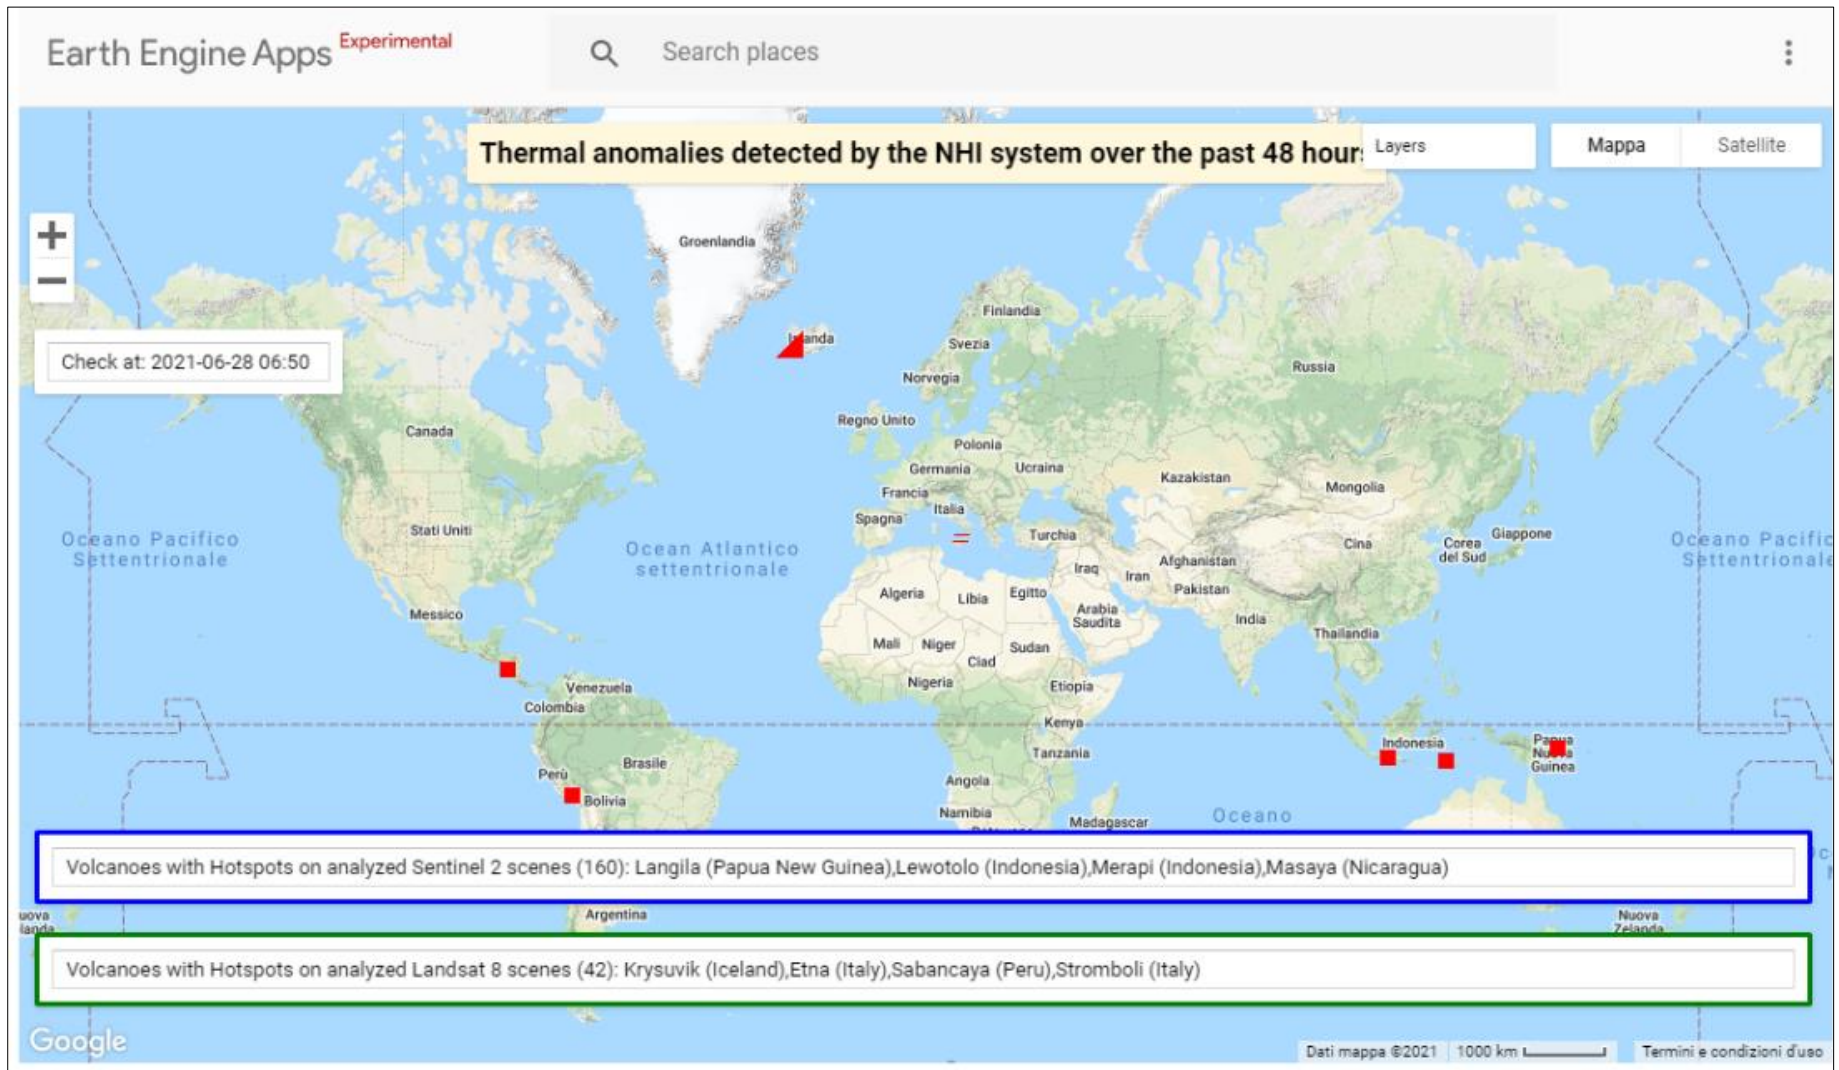 Earth Engine Apps Experimental
Search places
Thermal anomalies detected by the NHI system over the past 48 hour
Layers
Mappa
Satellite
Groenlandia
Finlandia
Check at: 2021-06-28 06:50
Svezia
Russia
Norvegia
Canada
Regno Unito
Polonia
Germania
Ucraina
Kazakistan
Mongolia
Francia
Italia
Spagna
Stati Uniti
Turchia
Giappone
Cina
Corea
del Sud
Oceano Pacifico
Settentrionale
Ocean Atlantico
settentrionale
Oceano Pacific
Settentrionale
Iraq
Iran
Afghanistan
Pakistan
Algeria
Libia
Egitto
Arabia
Saudita
Messico
India
Thailandia
Mali
Niger
Ciad
Sudan
Nigeria
Etiopia
Venezuela
Colombia
Kenya
Tanzania
Indonesia
Papua
Nuova
Guinea
Perù
Brasile
Bolivia
Angola
Namibia
Madagascar
Oceano
Volcanoes with Hotspots on analyzed Sentinel 2 scenes (160): Langila (Papua New Guinea),Lewotolo (Indonesia),Merapi (Indonesia),Masaya (Nicaragua)
uova
landa
Argentina
Nuova
Zelanda
Volcanoes with Hotspots on analyzed Landsat 8 scenes (42): Krysuvik (Iceland),Etna (Italy),Sabancaya (Peru),Stromboli (Italy)
Google
Dati mappa ©2021
1000 km
Termini e condizioni d'uso